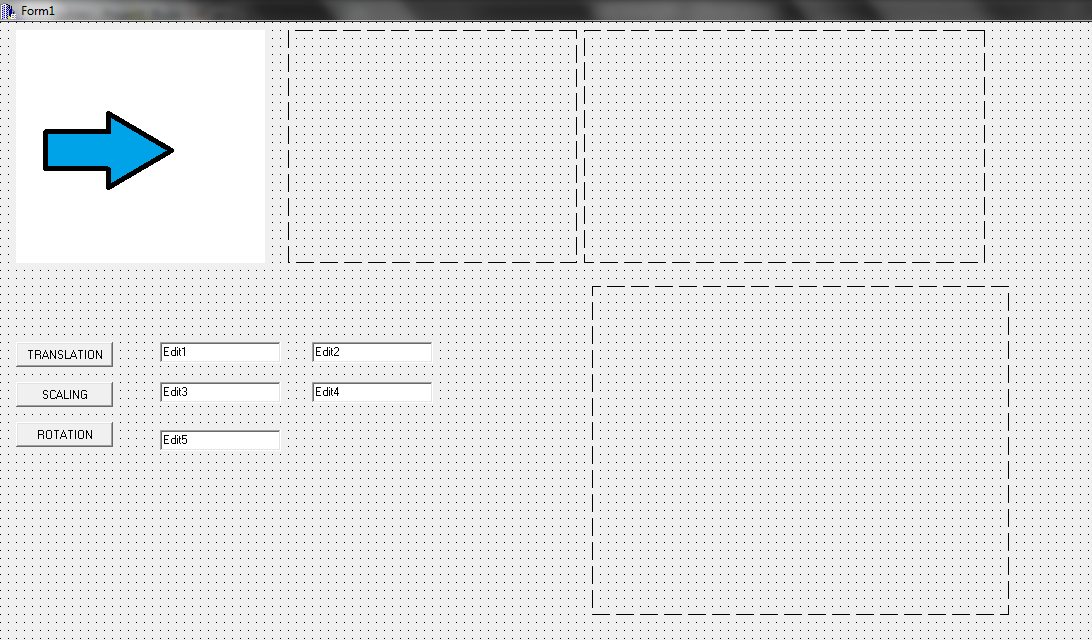 Form1
TRANSLATION Edit1 Edit2
SCALING Edit3 Edit4
ROTATION Edit5